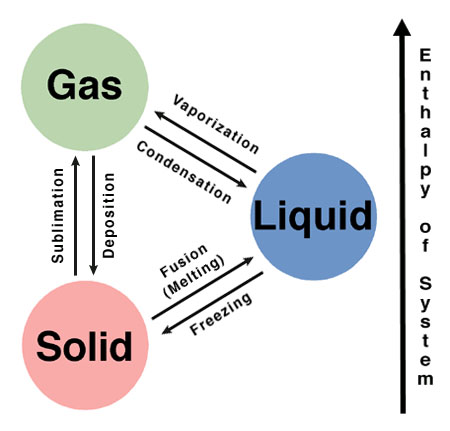 Gas
Vaporization
Condensation
Sublimation
Deposition
Liquid
Fusion
(Melting)
Freezing
Solid
Enthalpy of System